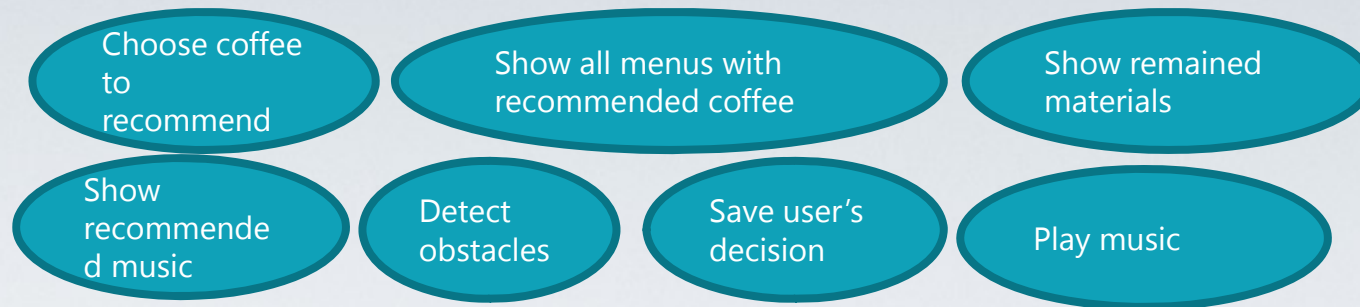 Choose coffee
to
recommend
Show all menus with
recommended coffee
Show remained
materials
Show
recommende
d music
Detect
obstacles
Save user’s
decision
Play music